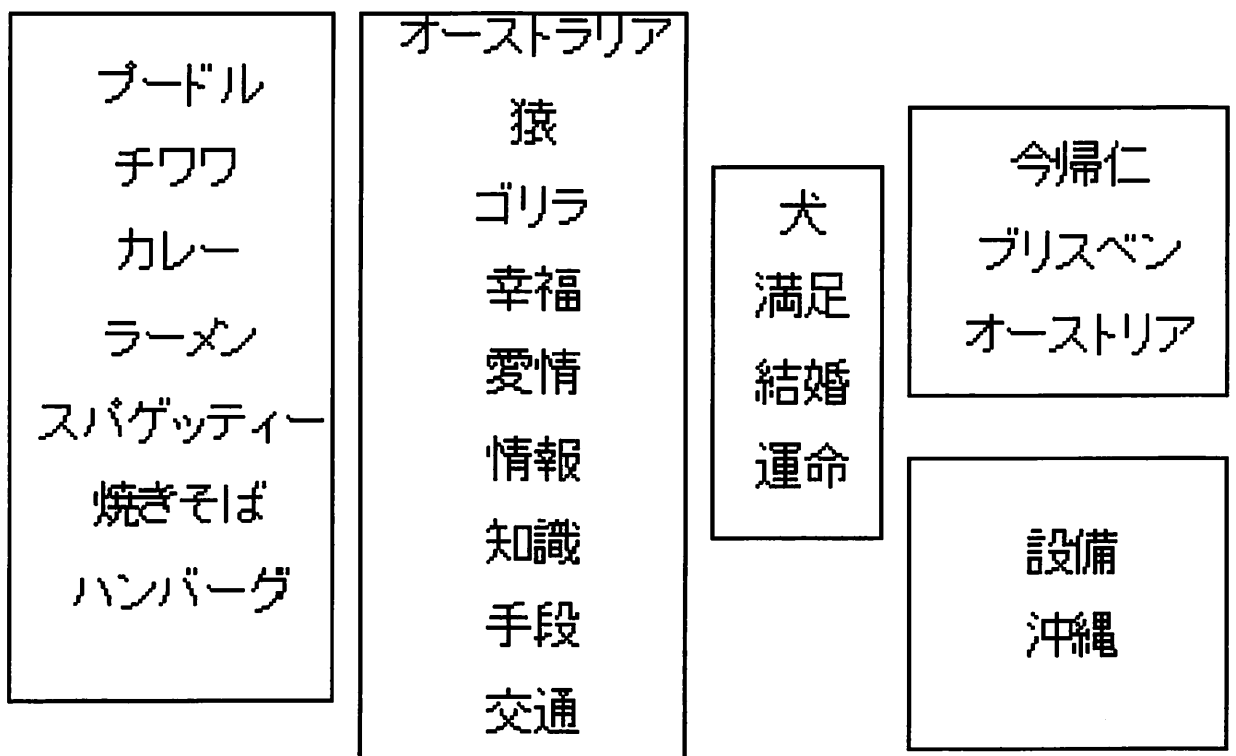 プードル
チワワ
カレー
ラーメン
スパゲッティー
焼きそば
ハンバーグ
オーストラリア
猿
ゴリラ
幸福
愛情
情報
知識
手段
交通
犬
満足
結婚
運命
今帰仁
ブリスベン
オーストリア
設備
沖縄